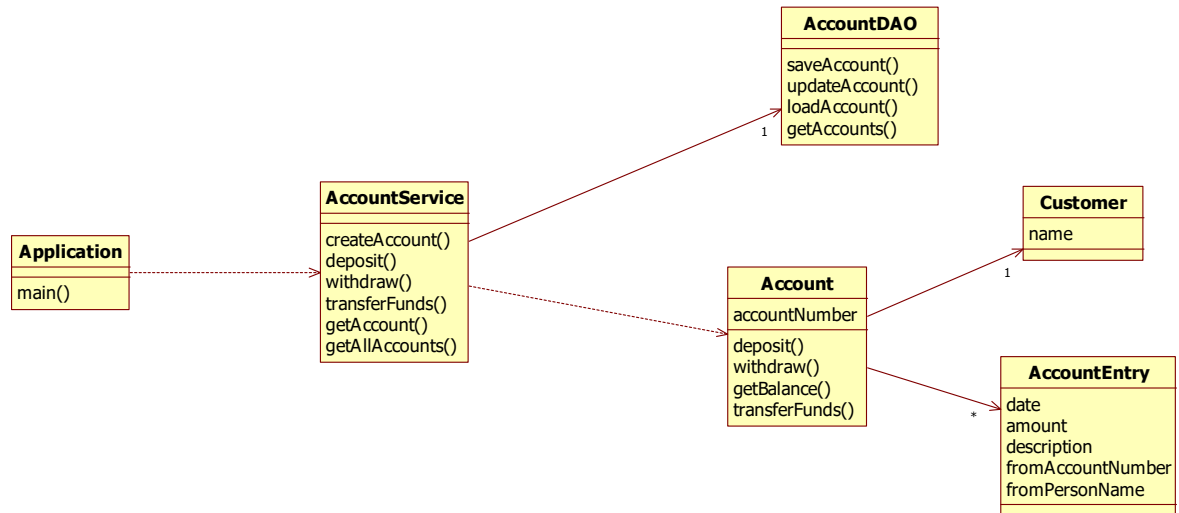 AccountDAO
saveAccount()
updateAccount()
loadAccount()
getAccounts()
1
AccountService
createAccount()
deposit()
withdraw()
transferFunds()
getAccount()
getAllAccounts()
Application
main()
Customer
name
1
Account
accountNumber
deposit()
withdraw()
getBalance()
transferFunds()
AccountEntry
date
amount
description
fromAccountNumber
fromPersonName
*